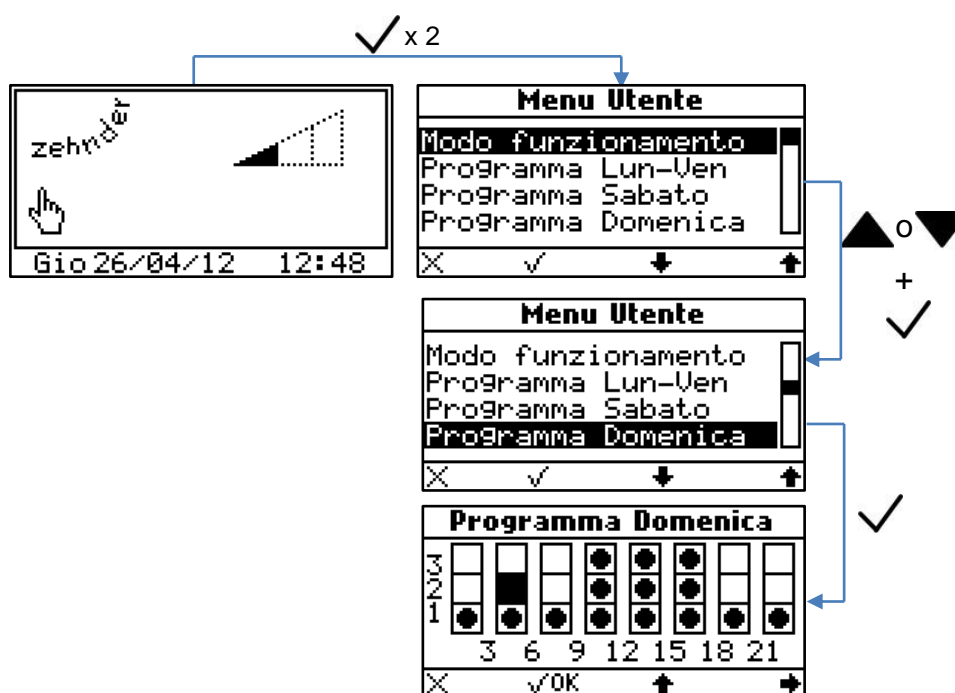 x 2
zehnder
Gio 26/04/12 12:48
Menu Utente
Modo funzionamento
Programma Lun-Ven
Programma Sabato
Programma Domenica
o
+
Menu Utente
Modo funzionamento
Programma Lun-Ven
Programma Sabato
Programma Domenica
Programma Domenica
3
2
1
3 6 9 12 15 18 21
OK